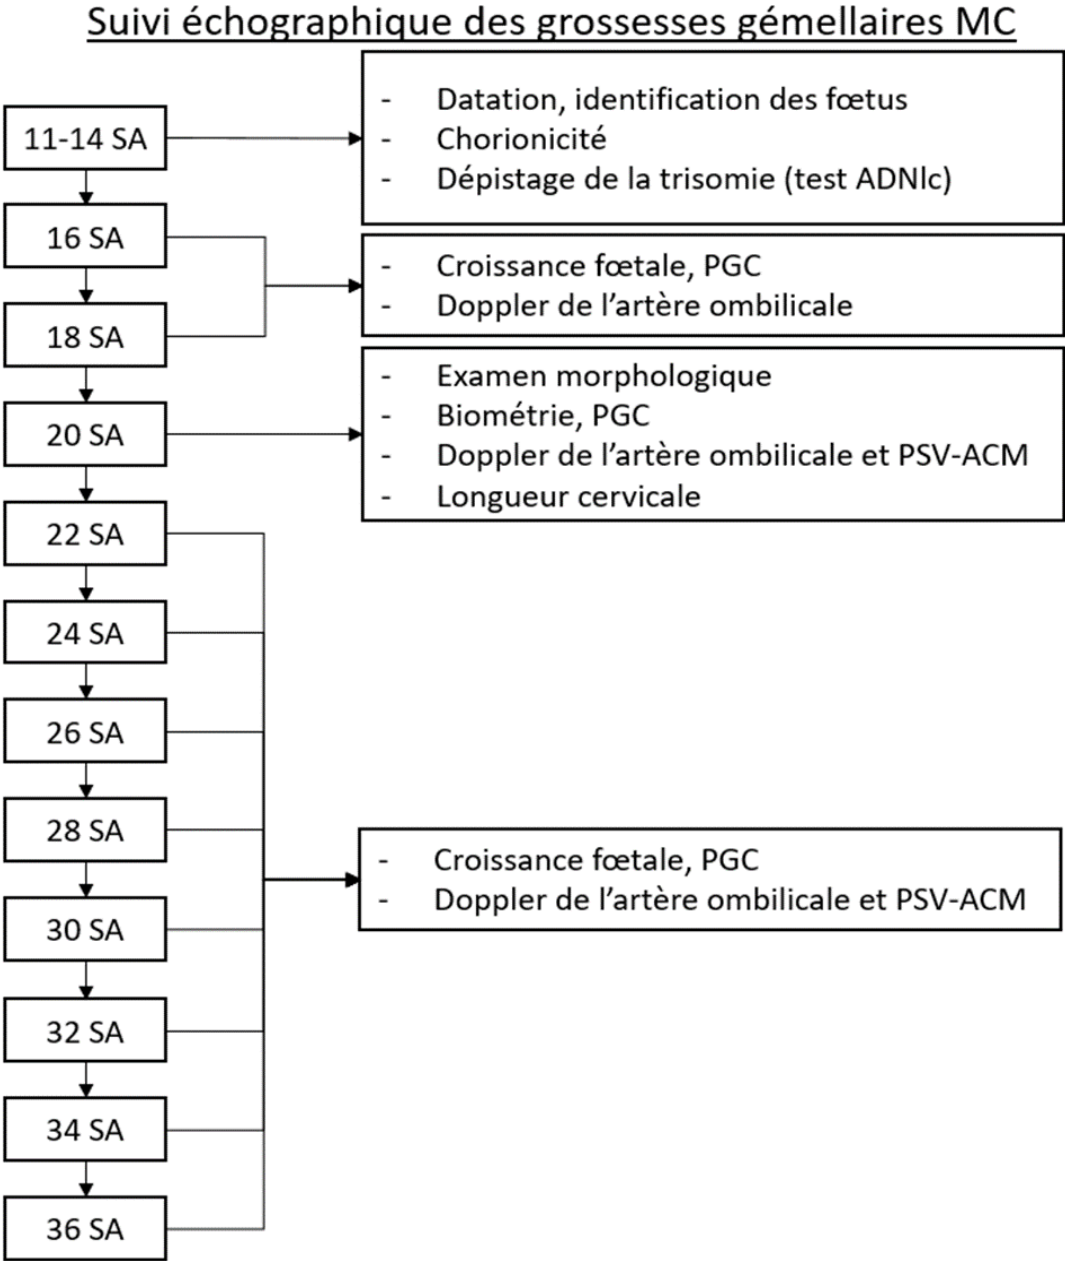 Suivi échographique des grossesses gémellaires MC
11-14 SA
- Datation, identification des fœtus
- Chorionicité
- Dépistage de la trisomie (test ADNlc)
16 SA
18 SA
- Croissance fœtale, PGC
- Doppler de l’artère ombilicale
20 SA
- Examen morphologique
- Biométrie, PGC
- Doppler de l’artère ombilicale et PSV-ACM
- Longueur cervicale
22 SA
24 SA
26 SA
28 SA
30 SA
32 SA
34 SA
36 SA
- Croissance fœtale, PGC
- Doppler de l’artère ombilicale et PSV-ACM